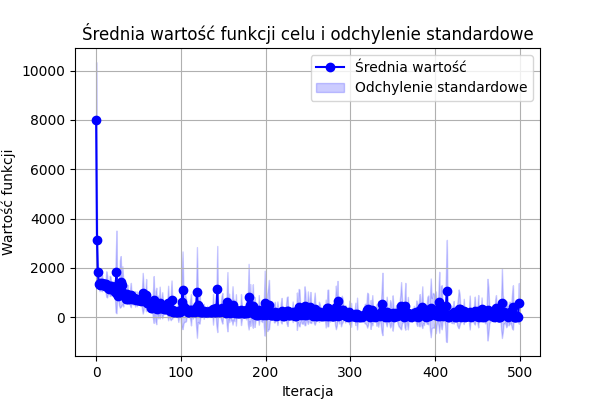 Średnia wartość funkcji celu i odchylenie standardowe
Średnia wartość
Odchylenie standardowe
Wartość funkcji
10000
8000
6000
4000
2000
0
0 100 200 300 400 500
Iteracja